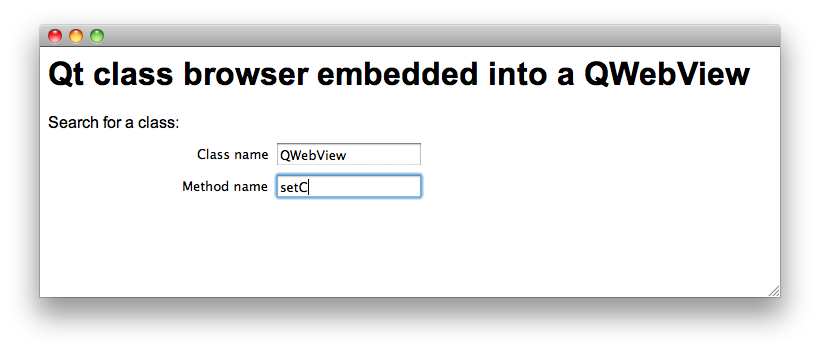 Qt class browser embedded into a QWebView
Search for a class:
Class name QWebView
Method name setC